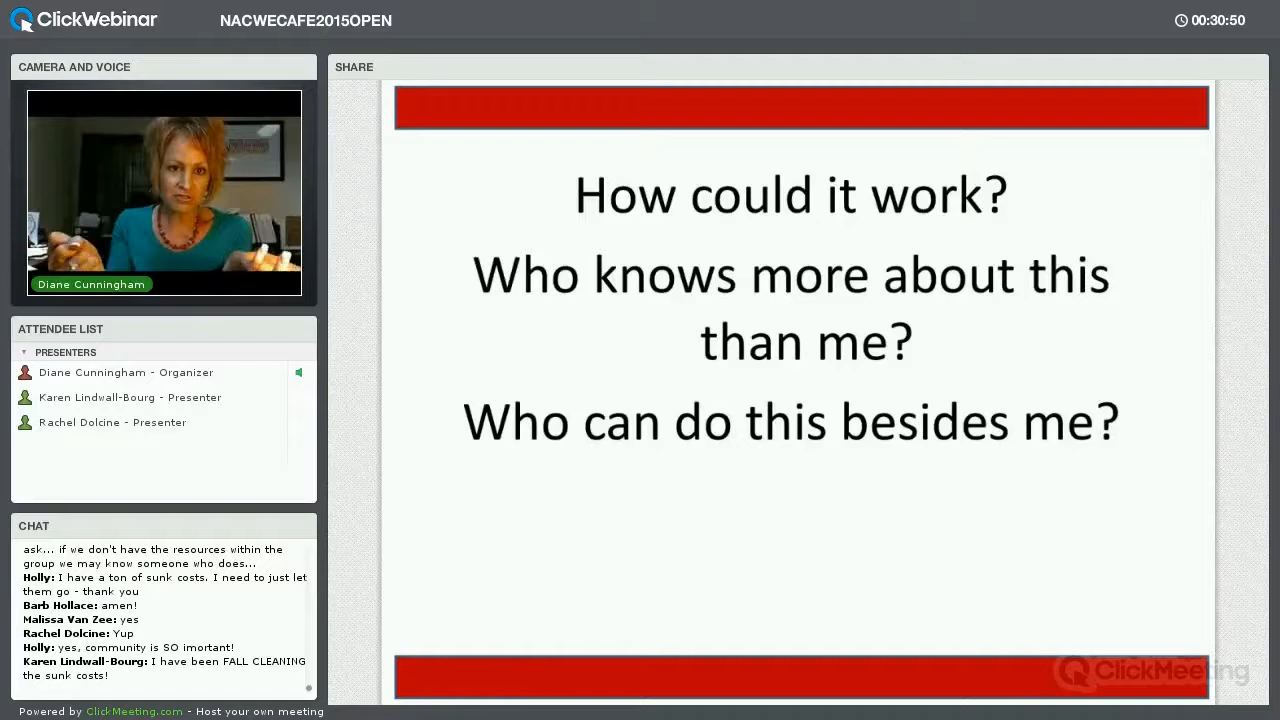 ClickWebinar
NACWECAFE2015OPEN
00:30:50
CAMERA AND VOICE
Diane Cunningham
ATTENDEE LIST
PRESENTERS
Diane Cunningham - Organizer
Karen Lindwall-Bourg - Presenter
Rachel Dolcine - Presenter
CHAT
ask... if we don't have the resources within the
group we may know someone who does...
Holly: I have a ton of sunk costs. I need to just let
them go - thank you
Barb Hollace: amen!
Malissa Van Zee: yes
Rachel Dolcine: Yup
Holly: yes, community is SO imortant!
Karen Lindwall-Bourg: I have been FALL CLEANING
the sunk costs!
Powered by ClickMeeting.com - Host your own meeting
SHARE
How could it work?
Who knows more about this
than me?
Who can do this besides me?
ClickMeeting